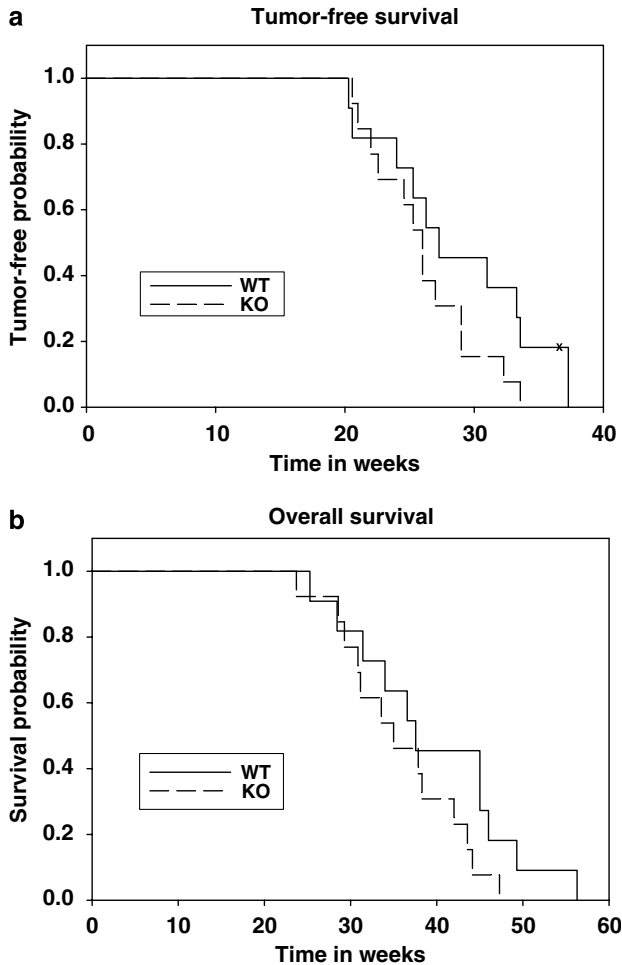 a
Tumor-free survival
Tumor-free probability
1.0
0.8
0.6
0.4
0.2
0.0
WT
KO
x
0 10 20 30 40
Time in weeks
b
Overall survival
Survival probability
1.0
0.8
0.6
0.4
0.2
0.0
WT
KO
0 10 20 30 40 50 60
Time in weeks